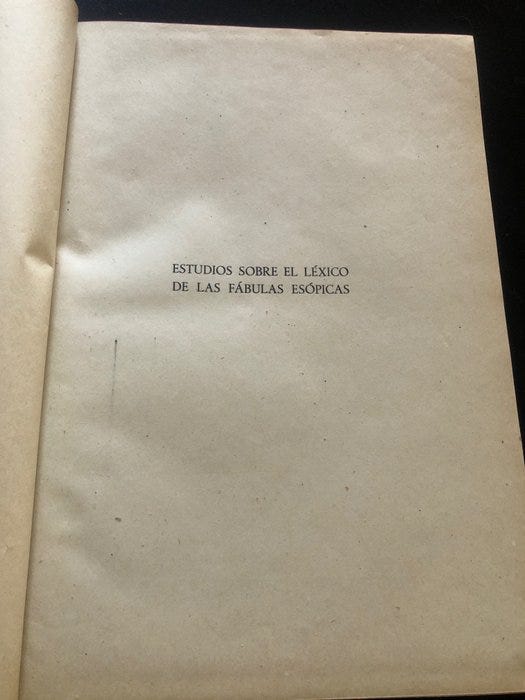 ESTUDIOS SOBRE EL LÉXICO
DE LAS FÁBULAS ESÓPICAS